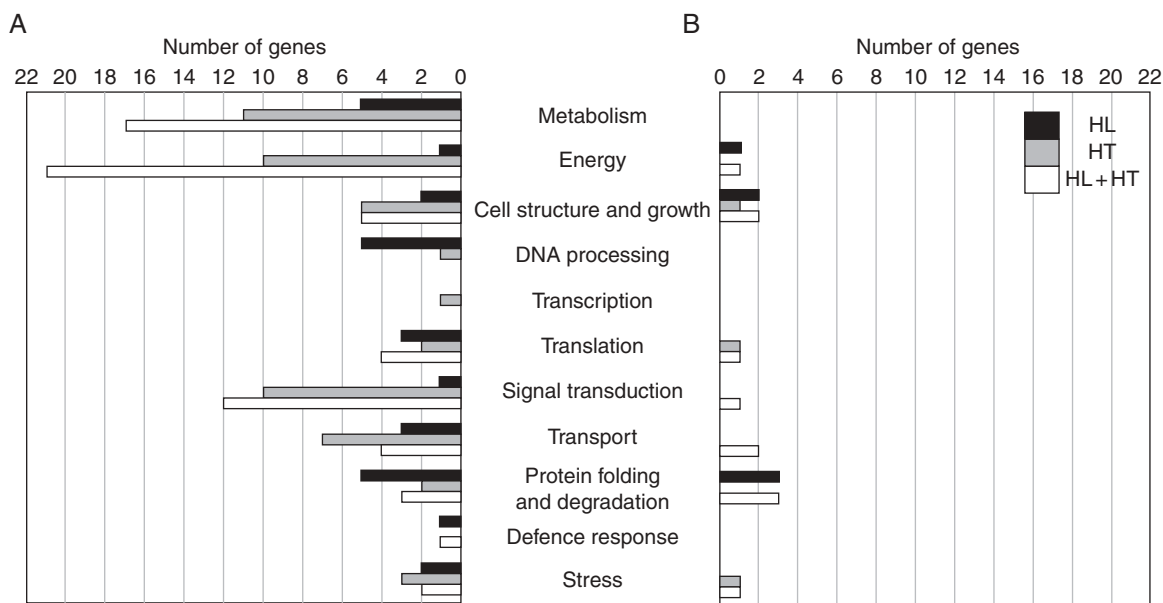 A
Number of genes
22 20 18 16 14 12 10 8 6 4 2 0
B
Number of genes
0 2 4 6 8 10 12 14 16 18 20 22
HL
HT
HL+HT
Metabolism
Energy
Cell structure and growth
DNA processing
Transcription
Translation
Signal transduction
Transport
Protein folding
and degradation
Defence response
Stress